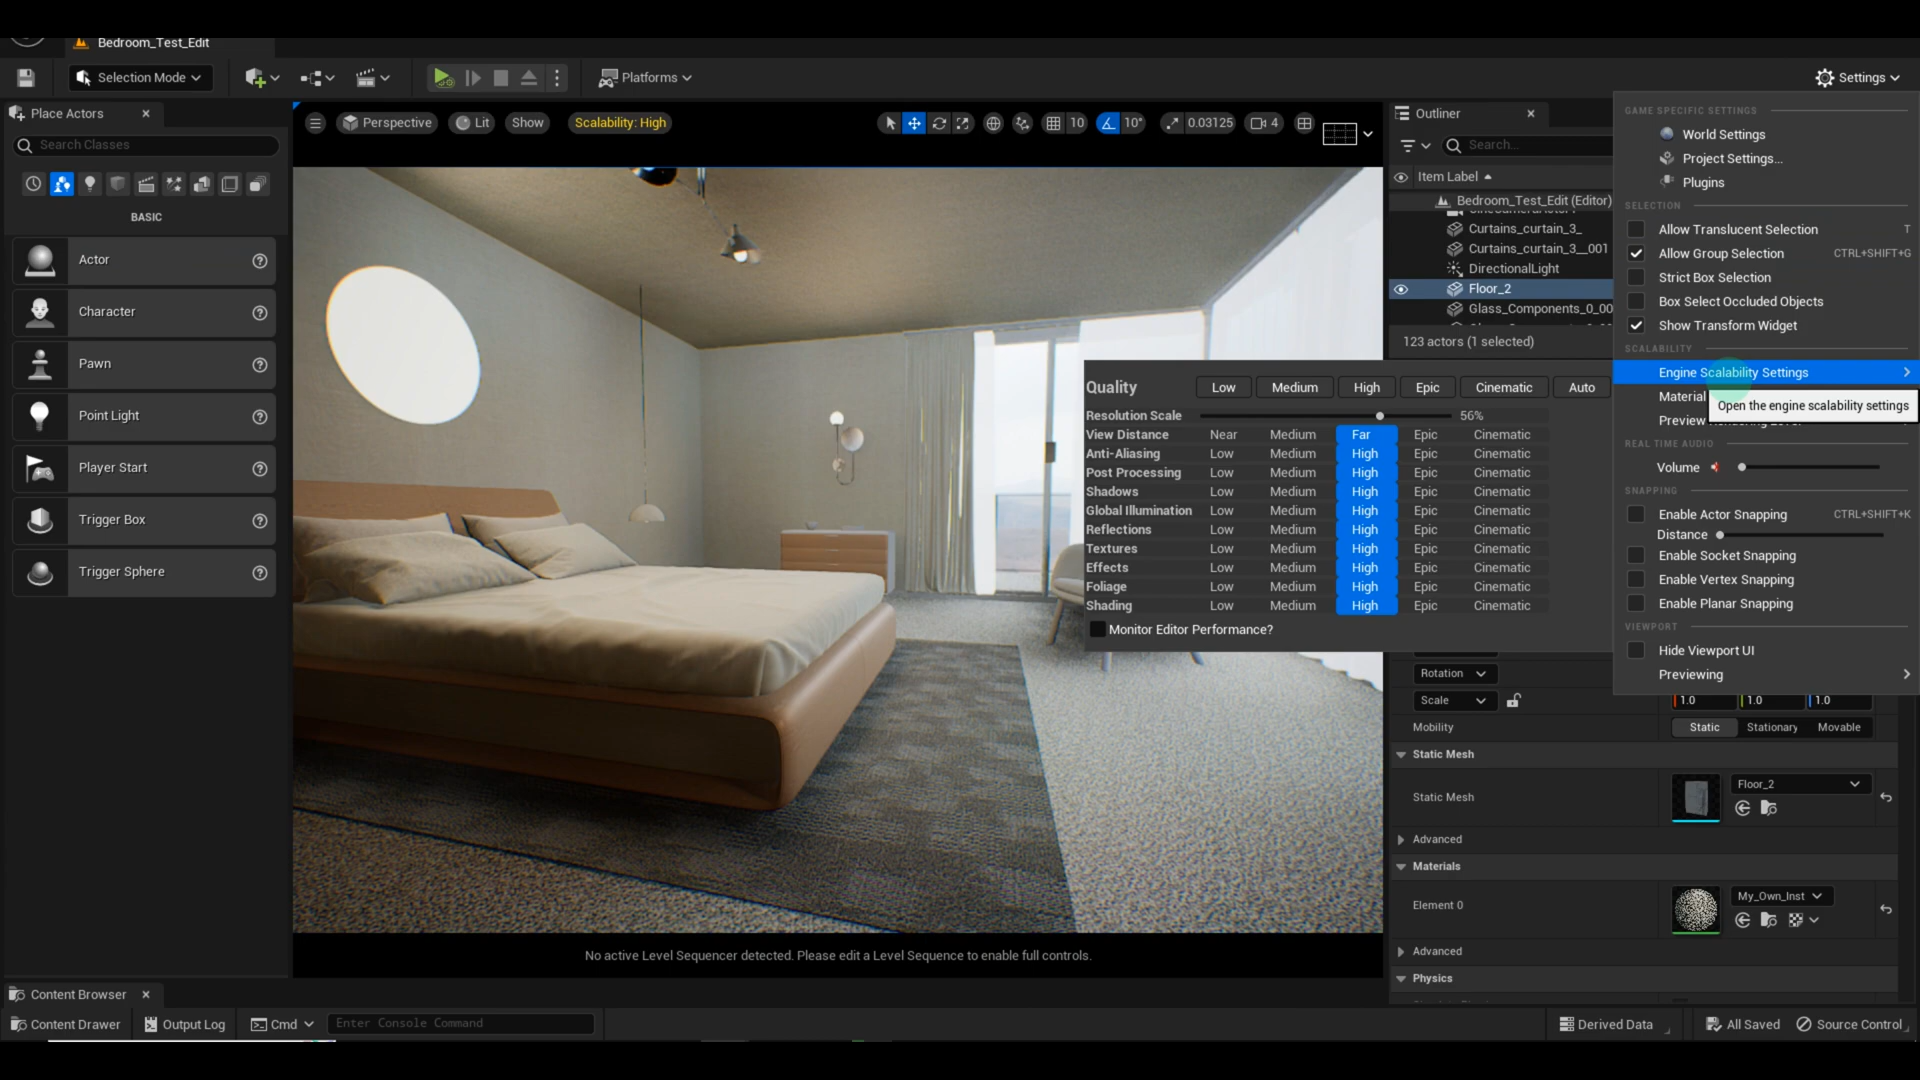 Bedroom_Test_Edit
Selection Mode
Platforms
Settings
Place Actors
Search Classes
BASIC
Actor
Character
Pawn
Point Light
Player Start
Trigger Box
Trigger Sphere
Perspective
Lit
Show
Scalability: High
10
10°
0.03125
4
Outliner
Search...
Item Label
Bedroom_Test_Edit (Editor)
Curtains_curtain_3_
Curtains_curtain_3__001
DirectionalLight
Floor_2
Glass_Components_0_00
123 actors (1 selected)
GAME SPECIFIC SETTINGS
World Settings
Project Settings...
Plugins
SELECTION
Allow Translucent Selection T
Allow Group Selection CTRL+SHIFT+G
Strict Box Selection
Box Select Occluded Objects
Show Transform Widget
SCALABILITY
Engine Scalability Settings
Material
Open the engine scalability settings
Preview Rendering Level
REAL TIME AUDIO
Volume
SNAPPING
Enable Actor Snapping CTRL+SHIFT+K
Distance
Enable Socket Snapping
Enable Vertex Snapping
Enable Planar Snapping
VIEWPORT
Hide Viewport UI
Previewing
Quality Low Medium High Epic Cinematic Auto
Resolution Scale 56%
View Distance Near Medium Far Epic Cinematic
Anti-Aliasing Low Medium High Epic Cinematic
Post Processing Low Medium High Epic Cinematic
Shadows Low Medium High Epic Cinematic
Global Illumination Low Medium High Epic Cinematic
Reflections Low Medium High Epic Cinematic
Textures Low Medium High Epic Cinematic
Effects Low Medium High Epic Cinematic
Foliage Low Medium High Epic Cinematic
Shading Low Medium High Epic Cinematic
Monitor Editor Performance?
Rotation
Scale 1.0 1.0 1.0
Mobility Static Stationary Movable
Static Mesh
Static Mesh Floor_2
Advanced
Materials
Element 0 My_Own_Inst
Advanced
Physics
No active Level Sequencer detected. Please edit a Level Sequence to enable full controls.
Content Browser
Content Drawer
Output Log
Cmd
Enter Console Command
Derived Data
All Saved
Source Control